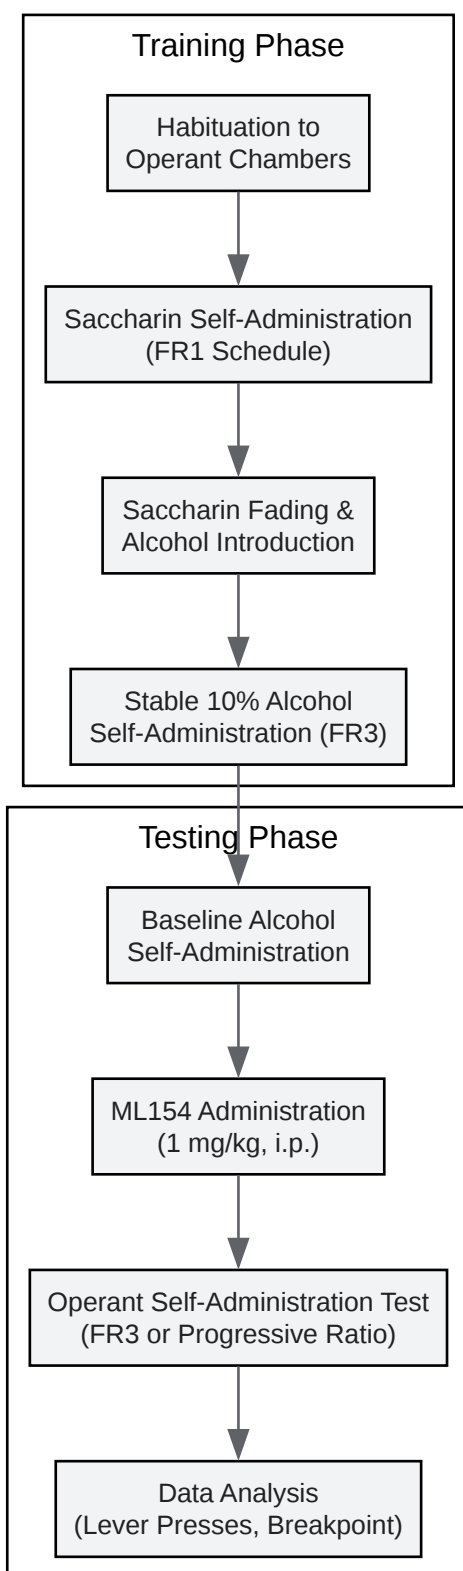 Training Phase
Habituation to
Operant Chambers
Saccharin Self-Administration
(FR1 Schedule)
Saccharin Fading &
Alcohol Introduction
Stable 10% Alcohol
Self-Administration (FR3)
Testing Phase
Baseline Alcohol
Self-Administration
ML154 Administration
(1 mg/kg, i.p.)
Operant Self-Administration Test
(FR3 or Progressive Ratio)
Data Analysis
(Lever Presses, Breakpoint)